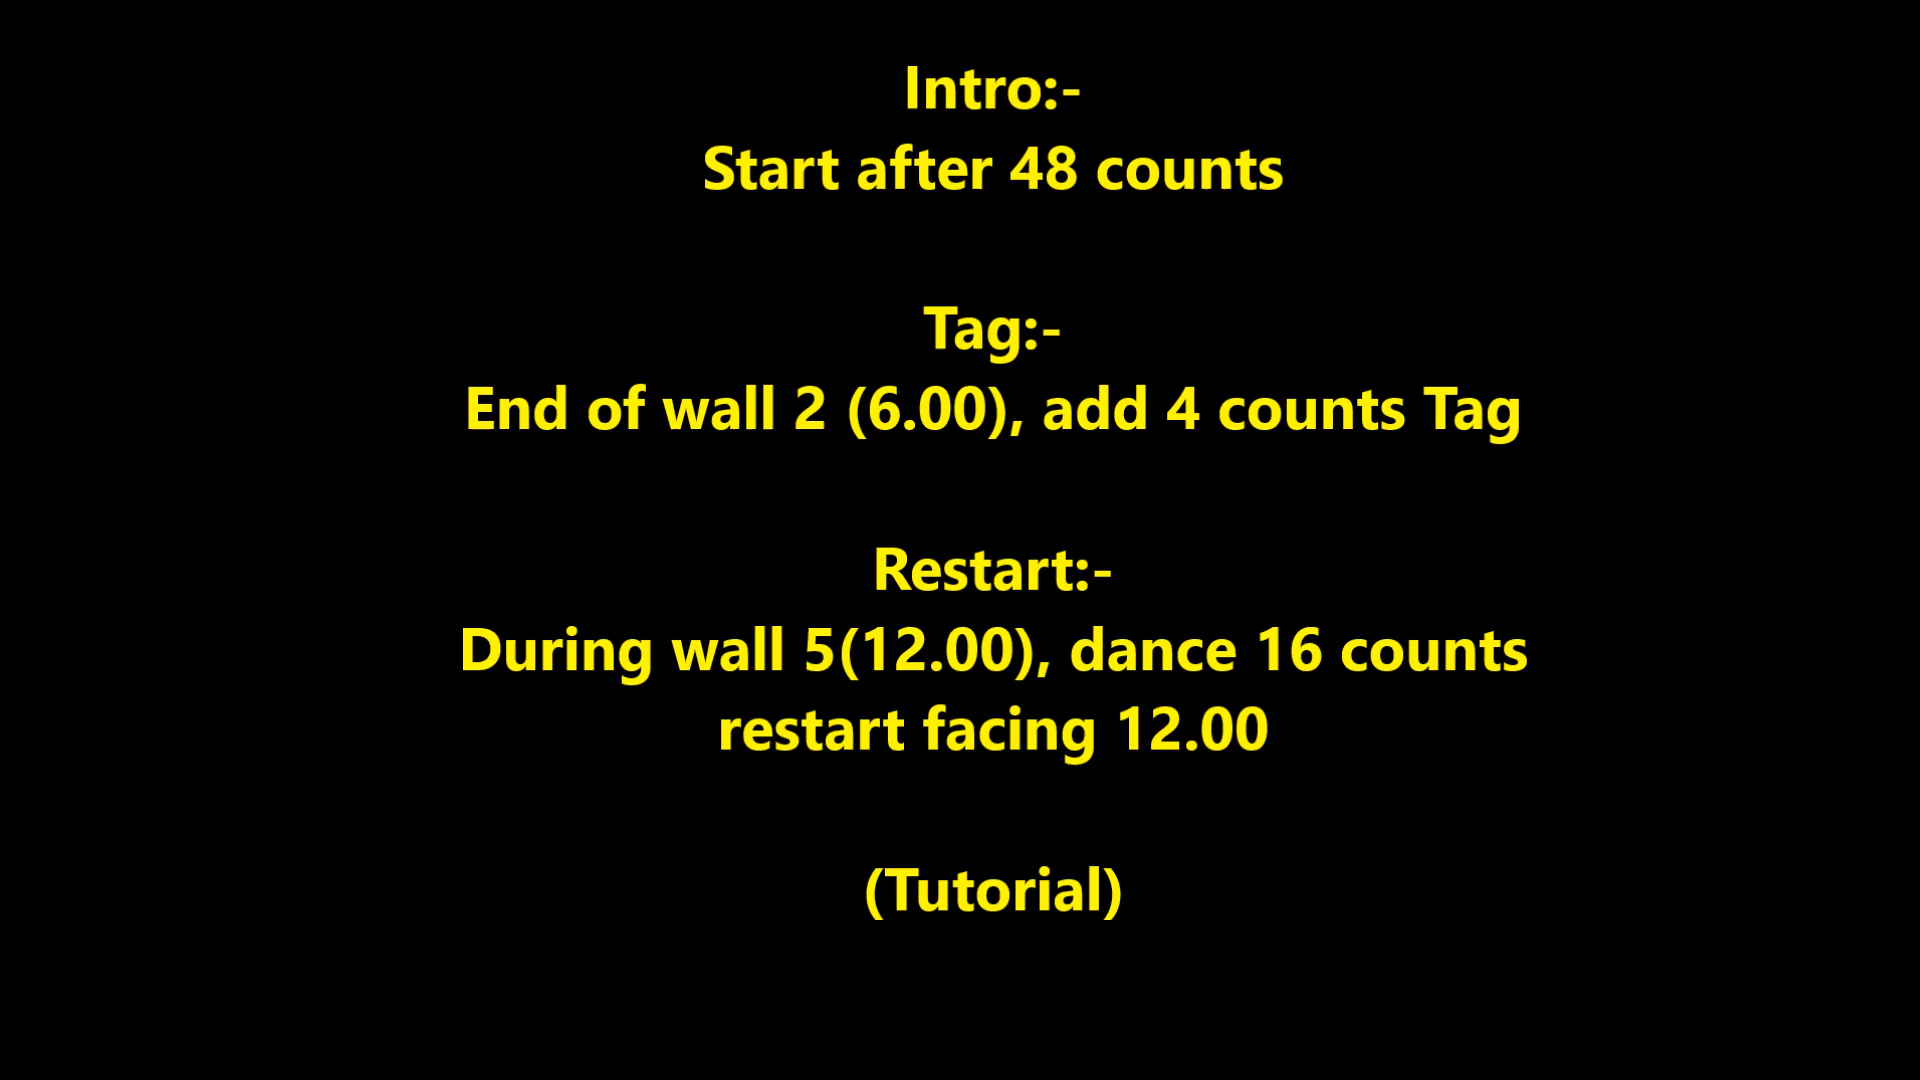 Intro:-
Start after 48 counts
Tag:-
End of wall 2 (6.00), add 4 counts Tag
Restart:-
During wall 5(12.00), dance 16 counts
restart facing 12.00
(Tutorial)